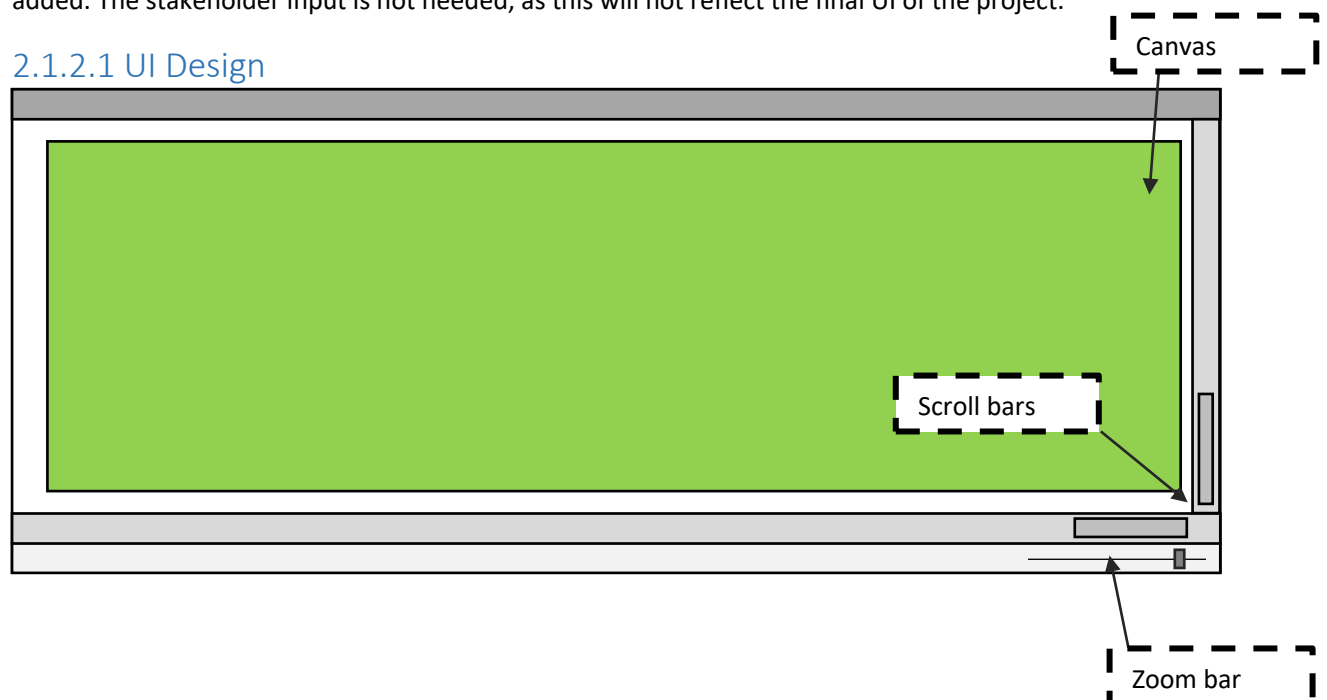 added. The stakeholder input is not needed, as this will not reflect the final UI of the project.
Canvas
2.1.2.1 UI Design
Scroll bars
Zoom bar